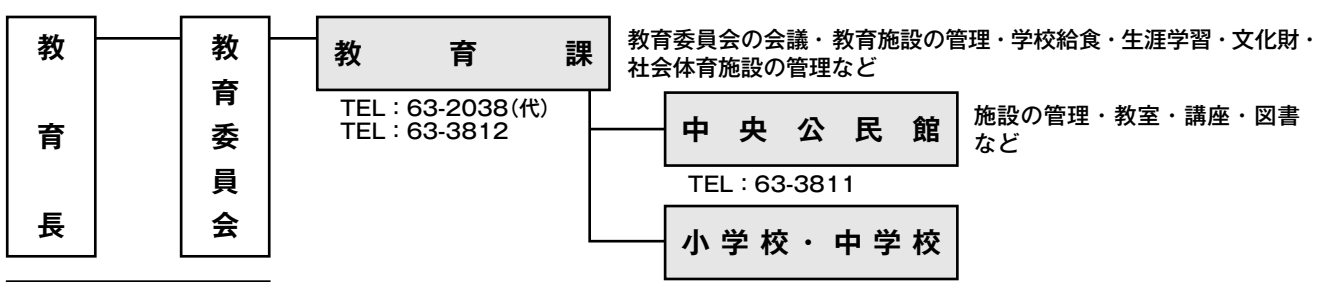 教育長
教育委員会
教育課
教育委員会の会議・教育施設の管理・学校給食・生涯学習・文化財・
社会体育施設の管理など
TEL：63-2038(代)
TEL：63-3812
中央公民館
施設の管理・教室・講座・図書
など
TEL：63-3811
小学校・中学校